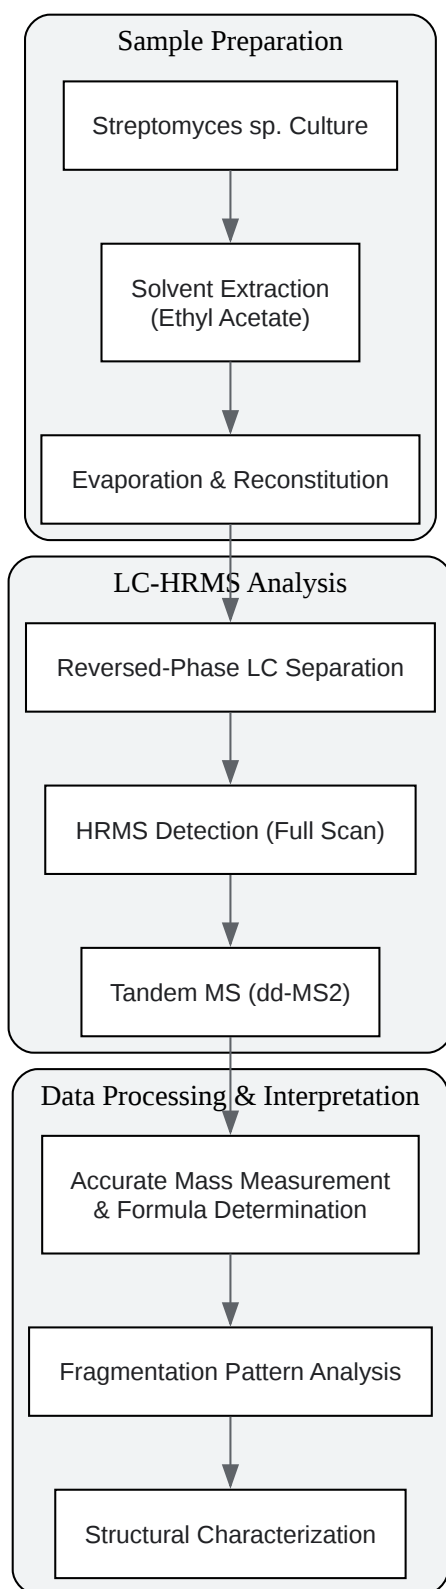 Sample Preparation
Streptomyces sp. Culture
Solvent Extraction
(Ethyl Acetate)
Evaporation & Reconstitution
LC-HRMS Analysis
Reversed-Phase LC Separation
HRMS Detection (Full Scan)
Tandem MS (dd-MS2)
Data Processing & Interpretation
Accurate Mass Measurement
& Formula Determination
Fragmentation Pattern Analysis
Structural Characterization